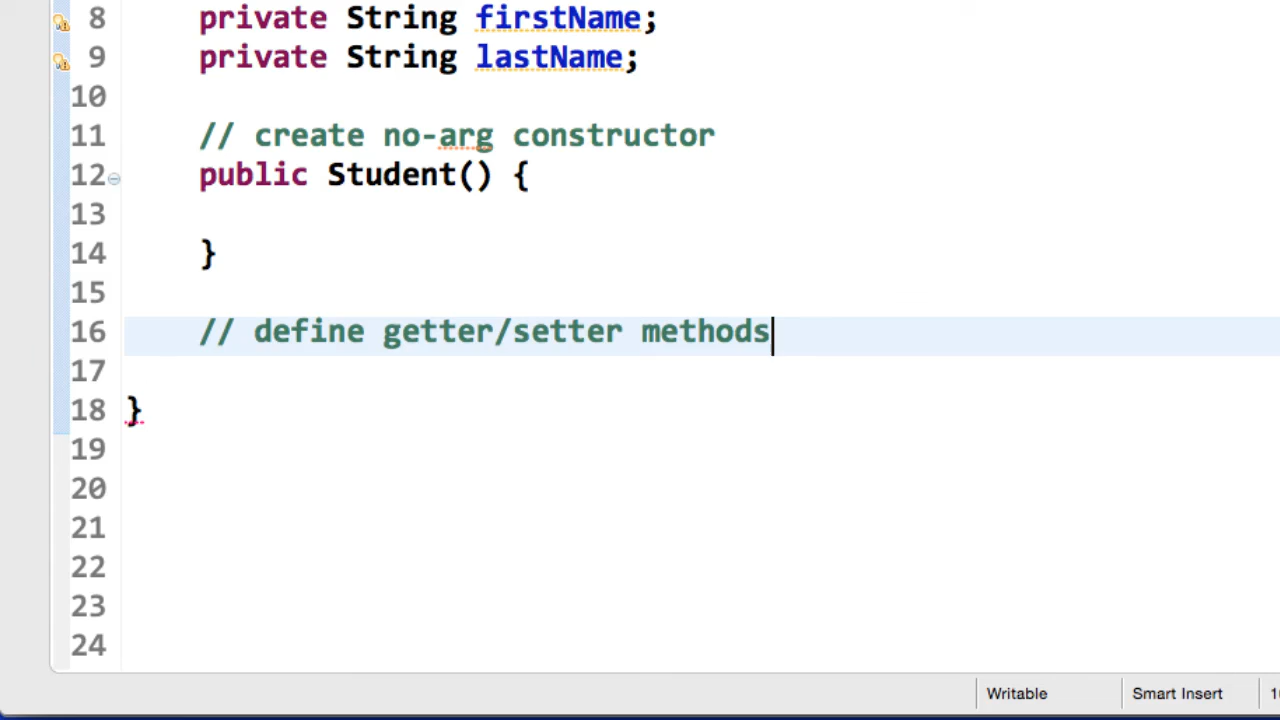 8 private String firstName;
9 private String lastName;
10
11 // create no-arg constructor
12 public Student() {
13
14 }
15
16 // define getter/setter methods
17
18 }
19
20
21
22
23
24
Writable Smart Insert